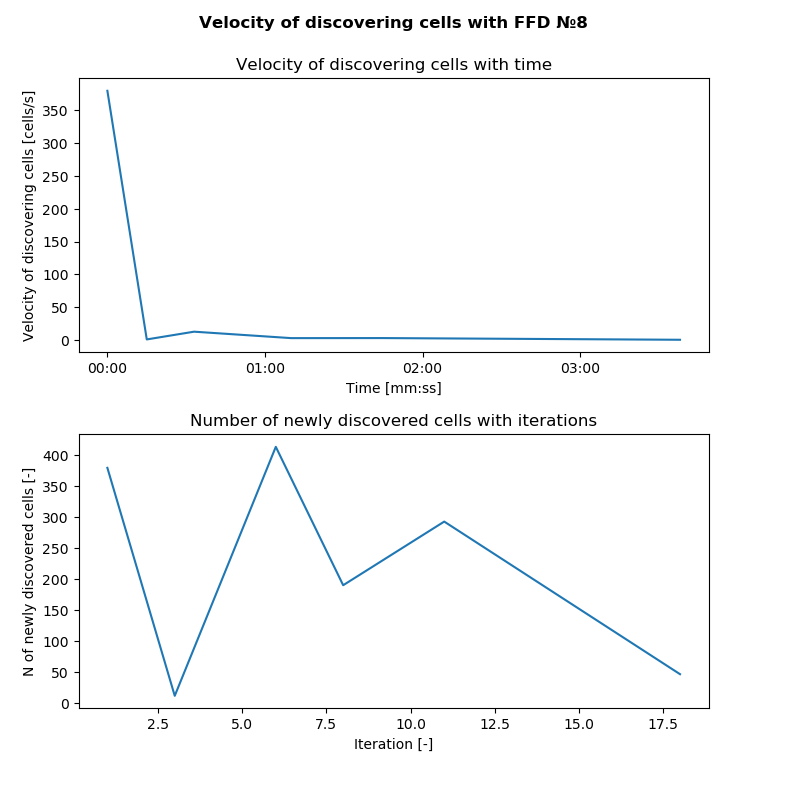 Velocity of discovering cells with FFD №8
Velocity of discovering cells with time
Velocity of discovering cells [cells/s]
350
300
250
200
150
100
50
0
00:00 01:00 02:00 03:00
Time [mm:ss]
Number of newly discovered cells with iterations
N of newly discovered cells [-]
400
350
300
250
200
150
100
50
0
2.5 5.0 7.5 10.0 12.5 15.0 17.5
Iteration [-]